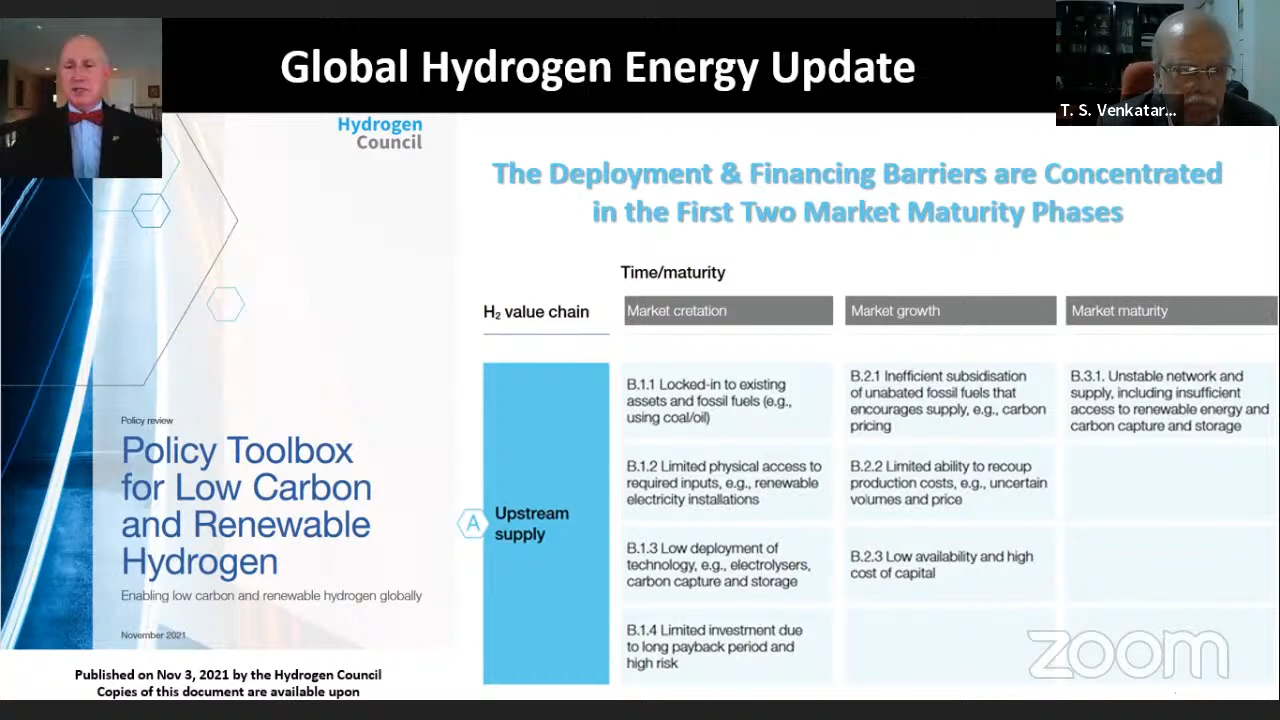 Global Hydrogen Energy Update
T. S. Venkatar...
Hydrogen
Council
Policy review
Policy Toolbox
for Low Carbon
and Renewable
Hydrogen
Enabling low carbon and renewable hydrogen globally
November 2021
Published on Nov 3, 2021 by the Hydrogen Council
Copies of this document are available upon
The Deployment & Financing Barriers are Concentrated
in the First Two Market Maturity Phases
Time/maturity
H₂ value chain
Market cretation
Market growth
Market maturity
A
Upstream
supply
B.1.1 Locked-in to existing
assets and fossil fuels (e.g.,
using coal/oil)
B.2.1 Inefficient subsidisation
of unabated fossil fuels that
encourages supply, e.g., carbon
pricing
B.3.1. Unstable network and
supply, including insufficient
access to renewable energy and
carbon capture and storage
B.1.2 Limited physical access to
required inputs, e.g., renewable
electricity installations
B.2.2 Limited ability to recoup
production costs, e.g., uncertain
volumes and price
B.1.3 Low deployment of
technology, e.g., electrolysers,
carbon capture and storage
B.2.3 Low availability and high
cost of capital
B.1.4 Limited investment due
to long payback period and
high risk
zoom